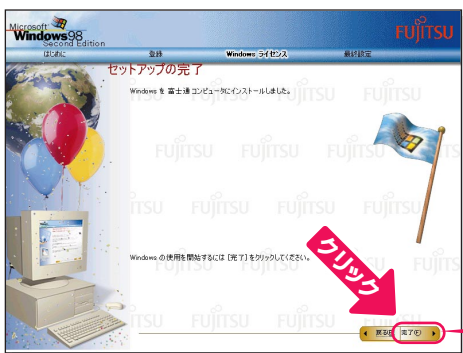 Microsoft
Windows98
Second Edition
FUJITSU
はじめに 登録 Windows ライセンス 最終設定
セットアップの完了
Windows を 富士通 コンピュータにインストールしました。
Windows の使用を開始するには [完了] をクリックしてください。
クリック
戻る(B) 完了(F)